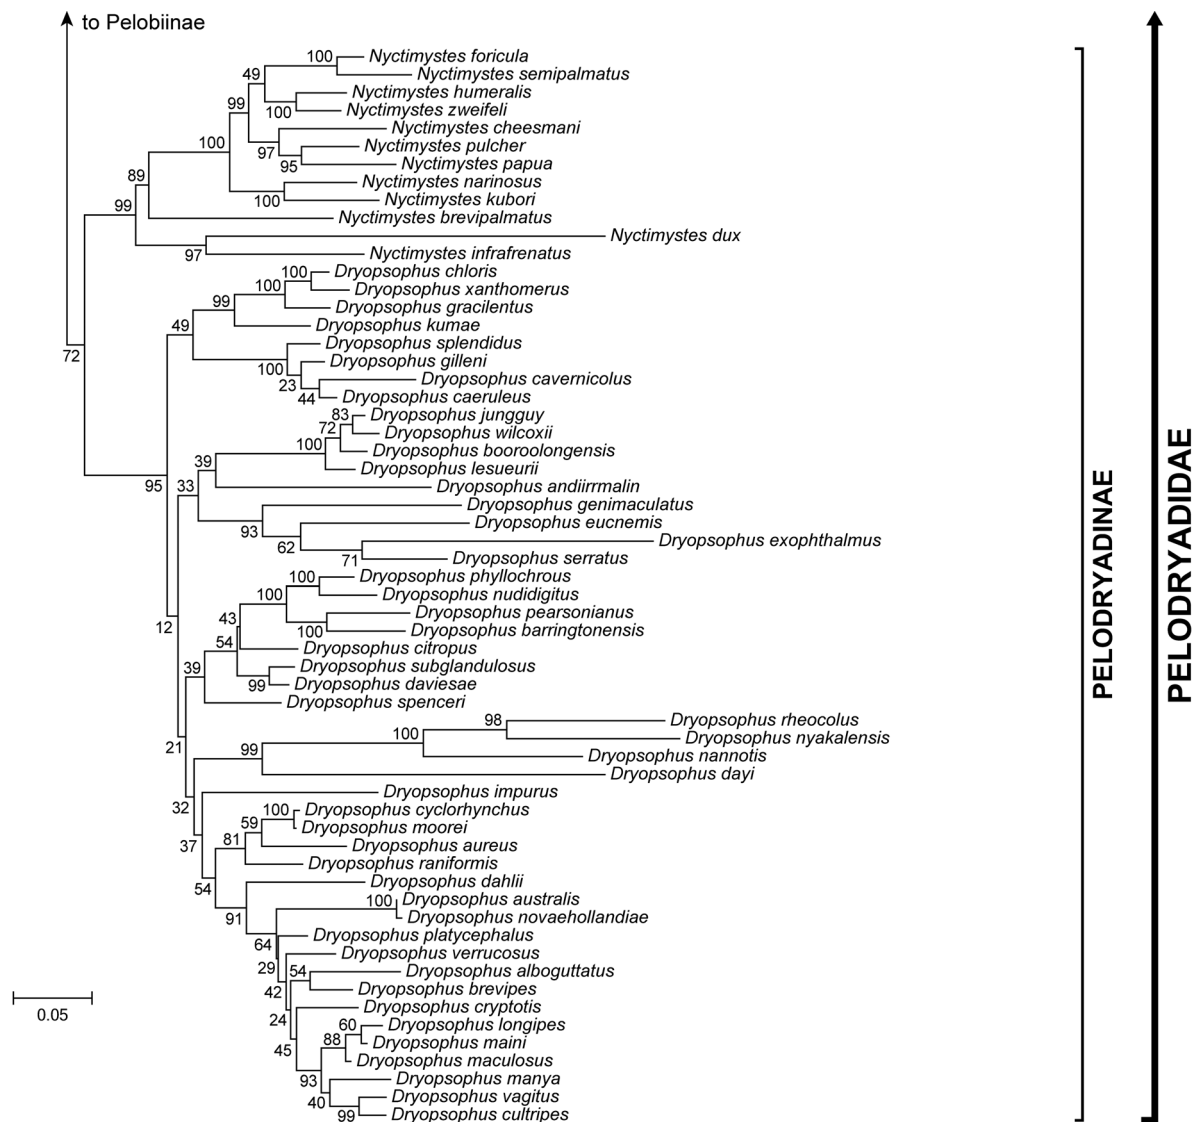 to Pelobiinae
100 Nyctimystes foricula
49 Nyctimystes semipalmatus
99 Nyctimystes humeralis
100 Nyctimystes zweifeli
Nyctimystes cheesmani
100 97 Nyctimystes pulcher
95 Nyctimystes papua
89 Nyctimystes narinosus
100 Nyctimystes kubori
99 Nyctimystes brevipalmatus
Nyctimystes dux
97 Nyctimystes infrafrenatus
100 Dryopsophus chloris
100 Dryopsophus xanthomerus
99 Dryopsophus gracilentus
49 Dryopsophus kumae
Dryopsophus splendidus
72 100 Dryopsophus gilleni
23 Dryopsophus cavernicolus
44 Dryopsophus caeruleus
83 Dryopsophus jungguy
72 Dryopsophus wilcoxii
100 Dryopsophus booroolongensis
39 Dryopsophus lesueurii
95 33 Dryopsophus andiirrmalin
Dryopsophus genimaculatus
93 Dryopsophus eucnemis
62 Dryopsophus exophthalmus
71 Dryopsophus serratus
100 Dryopsophus phyllochrous
100 Dryopsophus nudidigitus
43 Dryopsophus pearsonianus
12 100 Dryopsophus barringtonensis
54 Dryopsophus citropus
39 Dryopsophus subglandulosus
99 Dryopsophus daviesae
Dryopsophus spenceri
98 Dryopsophus rheocolus
100 Dryopsophus nyakalensis
21 99 Dryopsophus nannotis
Dryopsophus dayi
Dryopsophus impurus
32 100 Dryopsophus cyclorhynchus
59 Dryopsophus moorei
37 81 Dryopsophus aureus
Dryopsophus raniformis
54 Dryopsophus dahlii
100 Dryopsophus australis
91 Dryopsophus novaehollandiae
64 Dryopsophus platycephalus
Dryopsophus verrucosus
29 54 Dryopsophus alboguttatus
42 Dryopsophus brevipes
24 Dryopsophus cryptotis
60 Dryopsophus longipes
45 88 Dryopsophus maini
Dryopsophus maculosus
93 Dryopsophus manya
40 Dryopsophus vagitus
99 Dryopsophus cultripes
0.05
PELODRYADINAE
PELODRYADIDAE